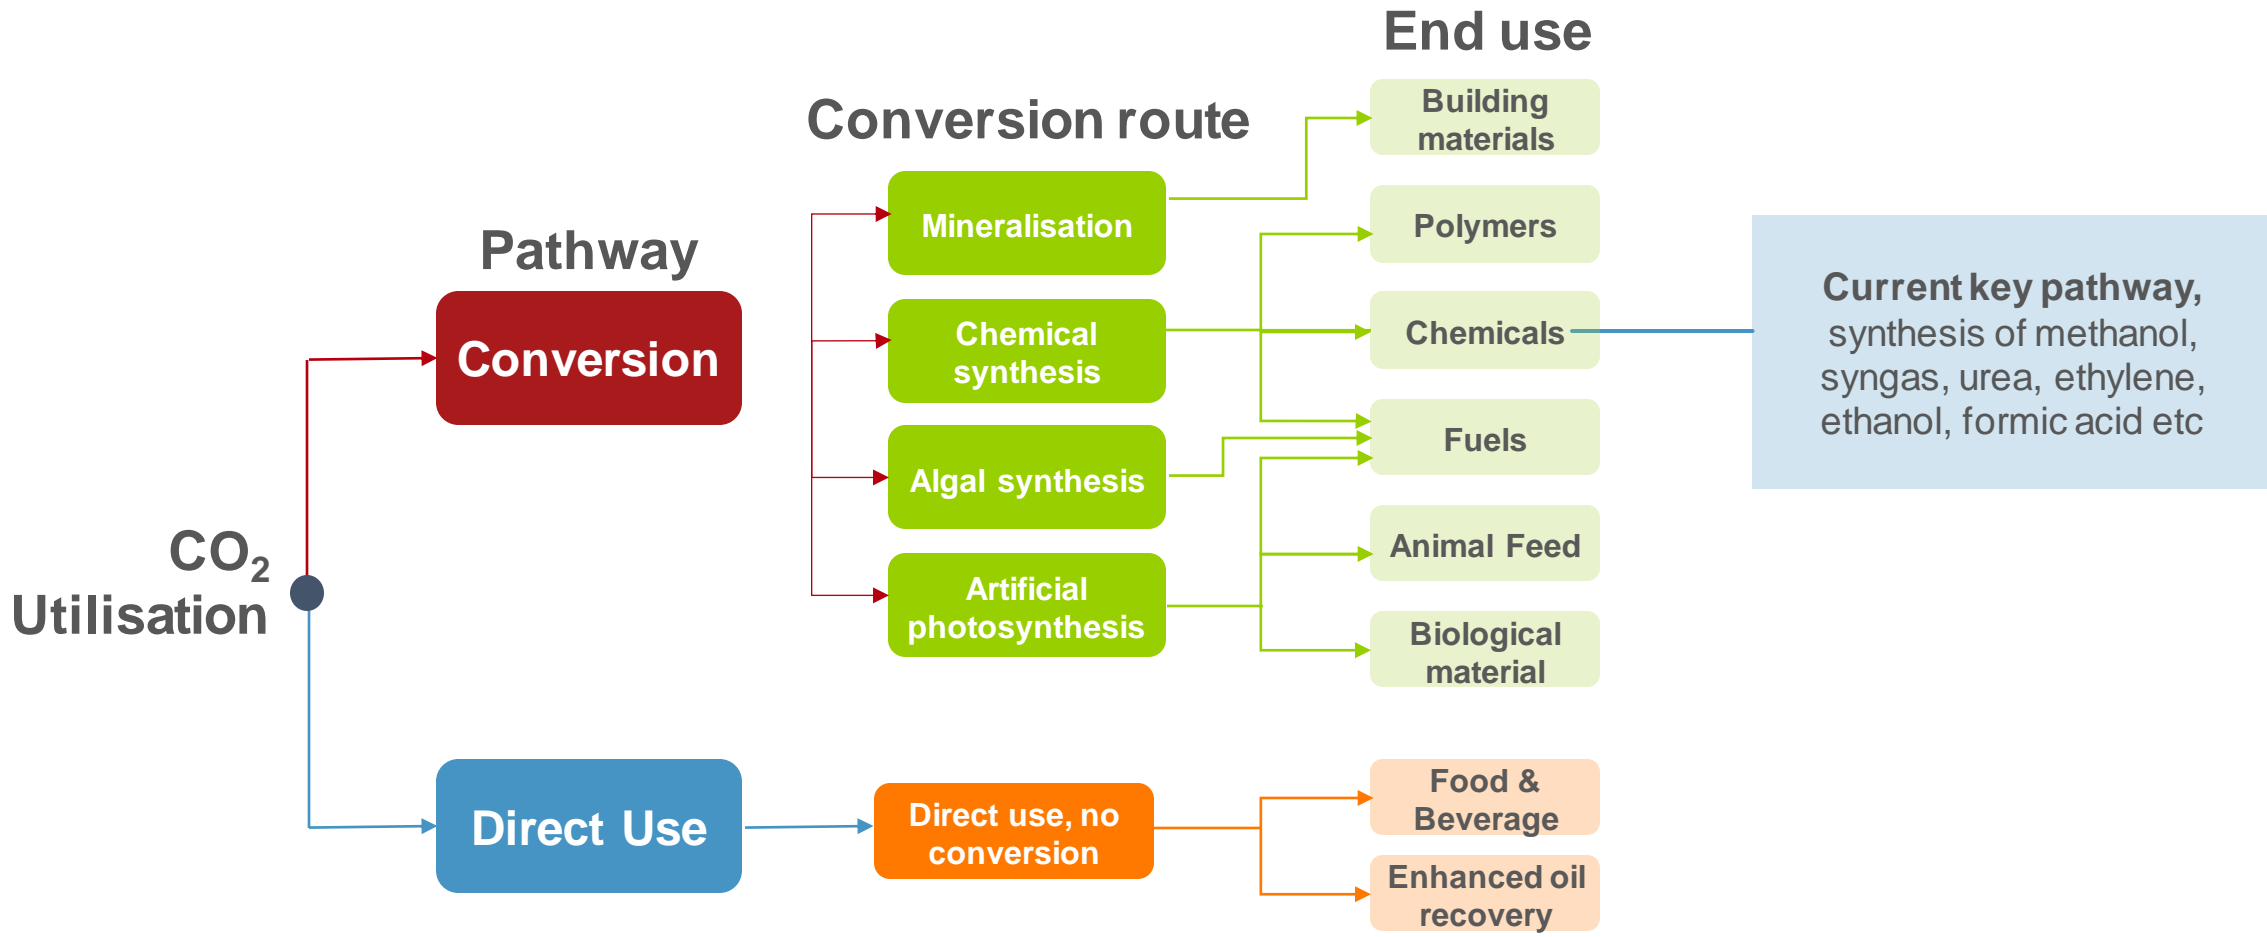 End use
Conversion route
Pathway
CO₂
Utilisation
Conversion
Direct Use
Mineralisation
Chemical
synthesis
Algal synthesis
Artificial
photosynthesis
Direct use, no
conversion
Building
materials
Polymers
Chemicals
Fuels
Animal Feed
Biological
material
Food &
Beverage
Enhanced oil
recovery
Current key pathway,
synthesis of methanol,
syngas, urea, ethylene,
ethanol, formic acid etc